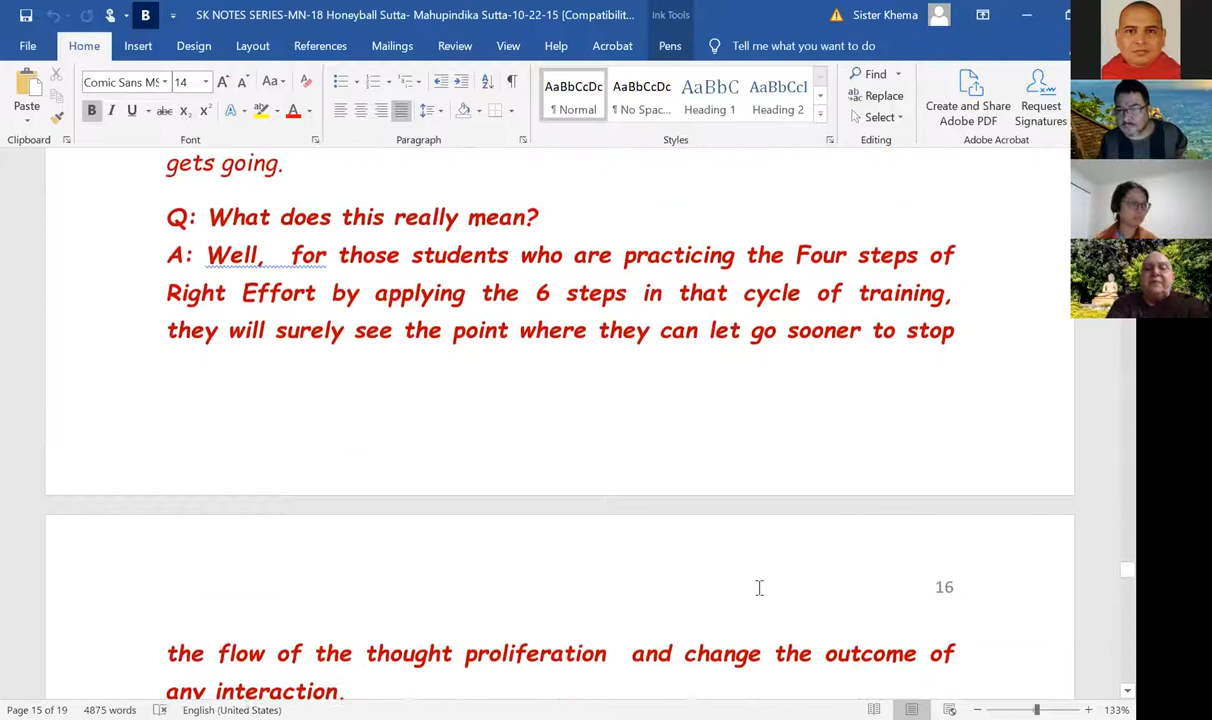 SK NOTES SERIES-MN-18 Honeyball Sutta- Mahupindika Sutta-10-22-15 [Compatibilit...
Ink Tools
Sister Khema
File Home Insert Design Layout References Mailings Review View Help Acrobat Pens Tell me what you want to do
Comic Sans MS 14
Paste
AaBbCcDc AaBbCcDc AaBbC AaBbCcl
¶ Normal ¶ No Spac... Heading 1 Heading 2
Find
Replace
Select
Create and Share
Adobe PDF
Request
Signatures
Clipboard Font Paragraph Styles Editing Adobe Acrobat
gets going.
Q: What does this really mean?
A: Well, for those students who are practicing the Four steps of
Right Effort by applying the 6 steps in that cycle of training,
they will surely see the point where they can let go sooner to stop
16
the flow of the thought proliferation and change the outcome of
any interaction.
Page 15 of 19 4875 words English (United States) 133%